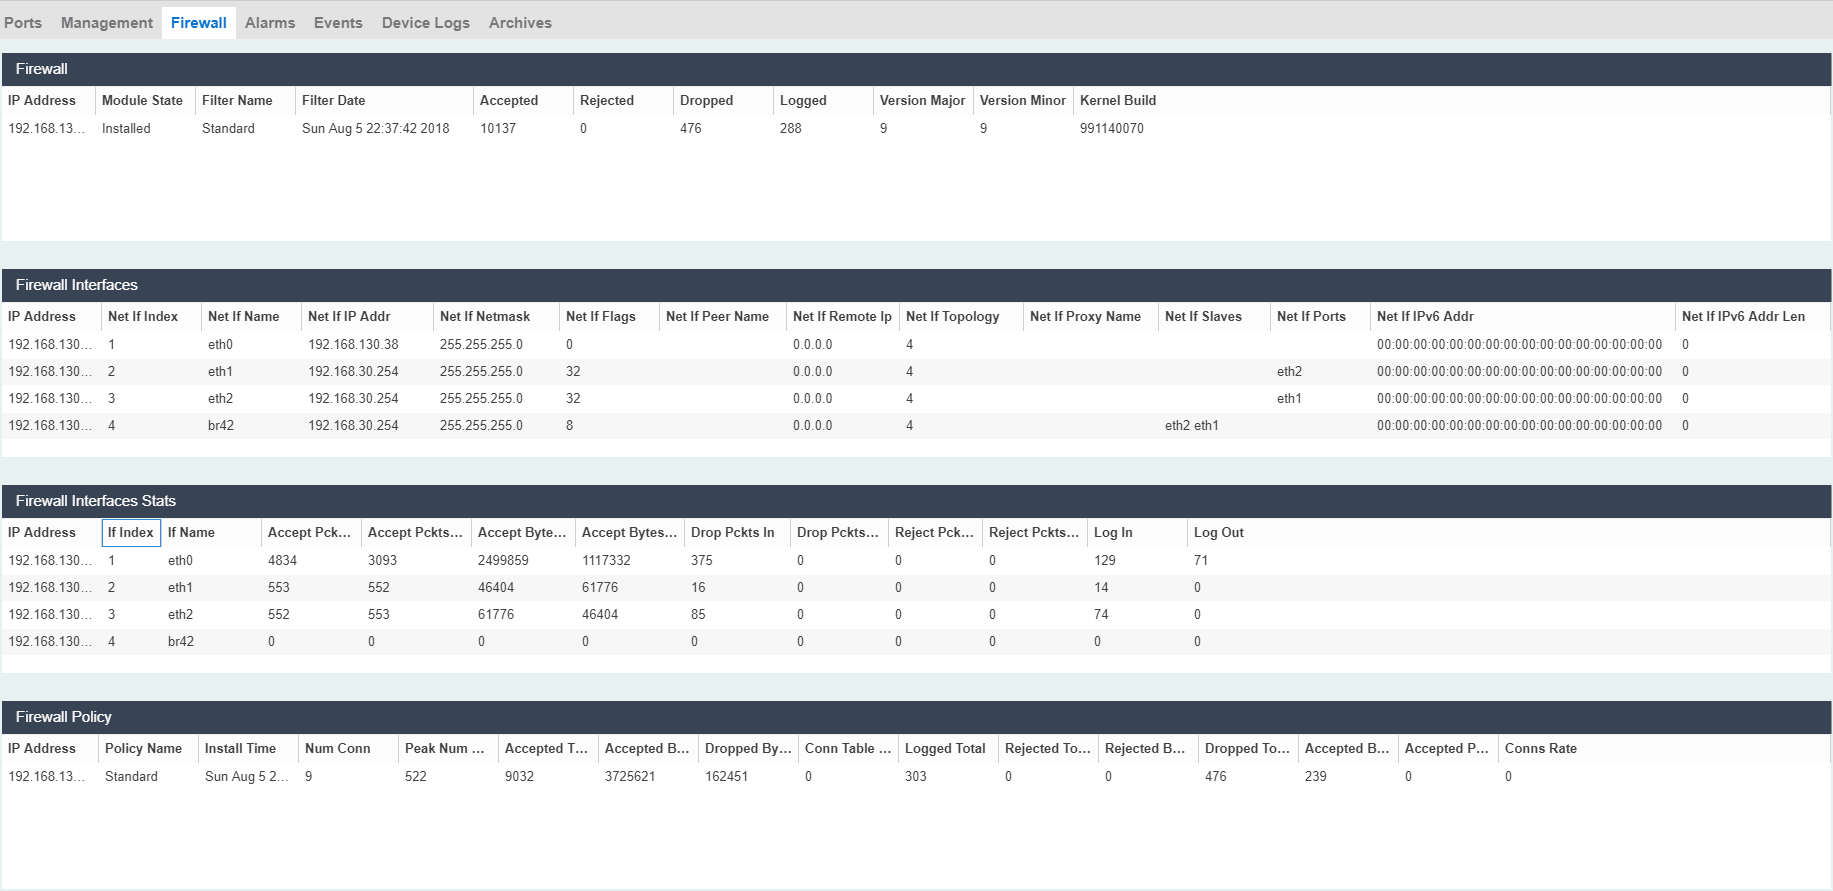 Ports Management Firewall Alarms Events Device Logs Archives
Firewall
IP Address Module State Filter Name Filter Date Accepted Rejected Dropped Logged Version Major Version Minor Kernel Build
192.168.13... Installed Standard Sun Aug 5 22:37:42 2018 10137 0 476 288 9 9 991140070
Firewall Interfaces
IP Address Net If Index Net If Name Net If IP Addr Net If Netmask Net If Flags Net If Peer Name Net If Remote Ip Net If Topology Net If Proxy Name Net If Slaves Net If Ports Net If IPv6 Addr Net If IPv6 Addr Len
192.168.130... 1 eth0 192.168.130.38 255.255.255.0 0 0.0.0.0 4 00:00:00:00:00:00:00:00:00:00:00:00:00:00:00:00 0
192.168.130... 2 eth1 192.168.30.254 255.255.255.0 32 0.0.0.0 4 eth2 00:00:00:00:00:00:00:00:00:00:00:00:00:00:00:00 0
192.168.130... 3 eth2 192.168.30.254 255.255.255.0 32 0.0.0.0 4 eth1 00:00:00:00:00:00:00:00:00:00:00:00:00:00:00:00 0
192.168.130... 4 br42 192.168.30.254 255.255.255.0 8 0.0.0.0 4 eth2 eth1 00:00:00:00:00:00:00:00:00:00:00:00:00:00:00:00 0
Firewall Interfaces Stats
IP Address If Index If Name Accept Pck... Accept Pckts... Accept Byte... Accept Bytes... Drop Pckts In Drop Pckts... Reject Pck... Reject Pckts... Log In Log Out
192.168.130... 1 eth0 4834 3093 2499859 1117332 375 0 0 0 129 71
192.168.130... 2 eth1 553 552 46404 61776 16 0 0 0 14 0
192.168.130... 3 eth2 552 553 61776 46404 85 0 0 0 74 0
192.168.130... 4 br42 0 0 0 0 0 0 0 0 0 0
Firewall Policy
IP Address Policy Name Install Time Num Conn Peak Num ... Accepted T... Accepted B... Dropped By... Conn Table ... Logged Total Rejected To... Rejected B... Dropped To... Accepted B... Accepted P... Conns Rate
192.168.13... Standard Sun Aug 5 2... 9 522 9032 3725621 162451 0 303 0 0 476 239 0 0